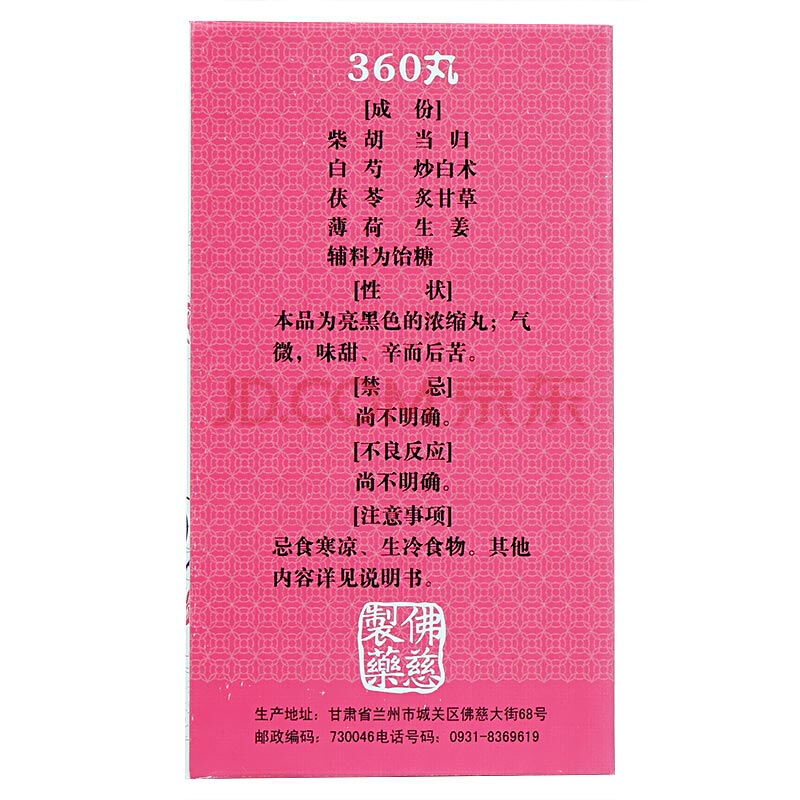 360丸
[成 份]
柴 胡 当 归
白 芍 炒白术
茯 苓 炙甘草
薄 荷 生 姜
辅料为饴糖
[性 状]
本品为亮黑色的浓缩丸；气
微，味甜、辛而后苦。
[禁 忌]
JD.COM京东
尚不明确。
[不良反应]
尚不明确。
[注意事项]
忌食寒凉、生冷食物。其他
内容详见说明书。
佛慈
製藥
生产地址：甘肃省兰州市城关区佛慈大街68号
邮政编码：730046电话号码：0931-8369619